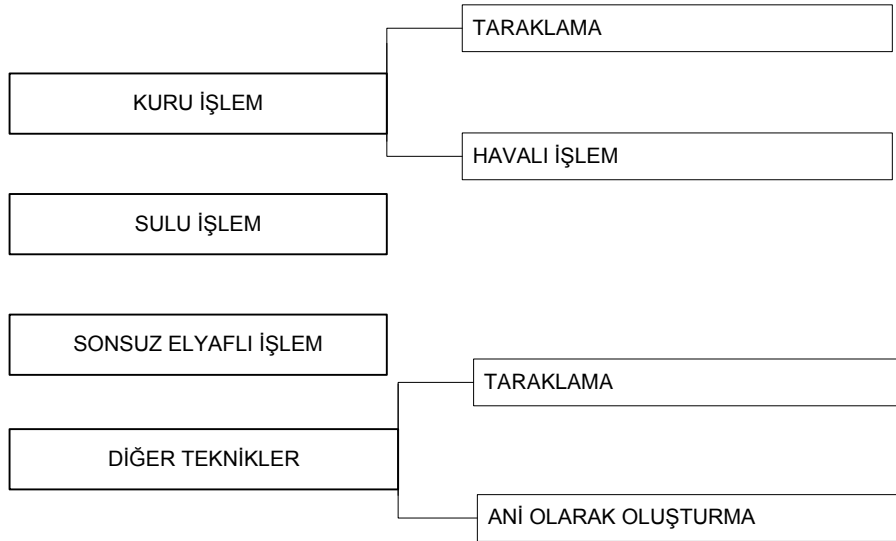 TARAKLAMA
KURU İŞLEM
HAVALI İŞLEM
SULU İŞLEM
SONSUZ ELYAFLI İŞLEM
TARAKLAMA
DİĞER TEKNİKLER
ANİ OLARAK OLUŞTURMA